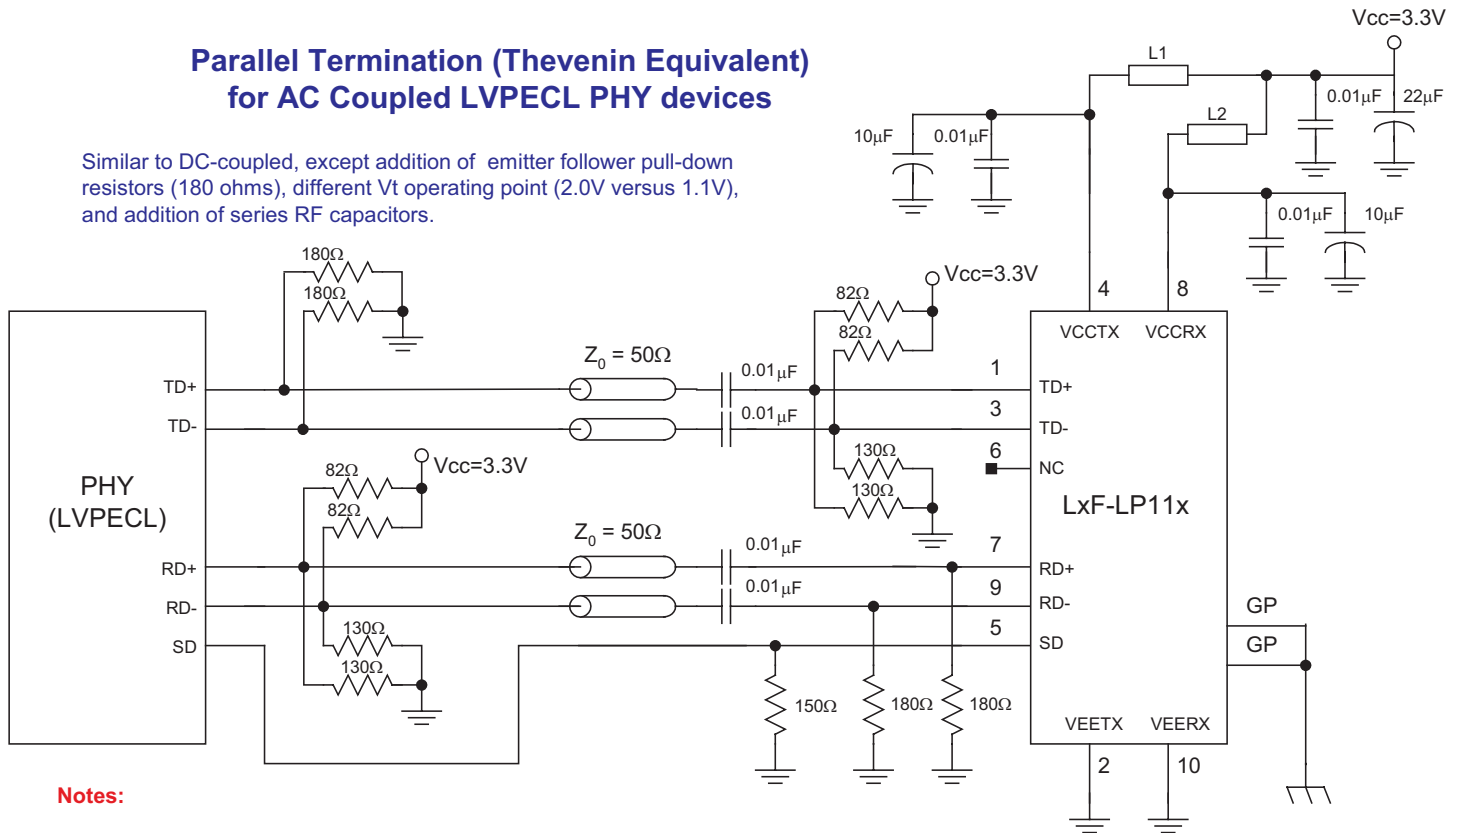 Vcc=3.3V
Parallel Termination (Thevenin Equivalent)
for AC Coupled LVPECL PHY devices
L1
0.01μF
22μF
L2
10μF
0.01μF
Similar to DC-coupled, except addition of emitter follower pull-down
resistors (180 ohms), different Vt operating point (2.0V versus 1.1V),
and addition of series RF capacitors.
0.01μF
10μF
180Ω
180Ω
Vcc=3.3V
82Ω
82Ω
4
8
VCCTX
VCCRX
Z0 = 50Ω
0.01μF
1
TD+
TD+
0.01μF
3
TD-
TD-
130Ω
6
NC
130Ω
Vcc=3.3V
82Ω
82Ω
PHY
(LVPECL)
LxF-LP11x
Z0 = 50Ω
0.01μF
7
RD+
RD+
0.01μF
9
RD-
RD-
GP
130Ω
5
SD
SD
GP
130Ω
150Ω
180Ω
180Ω
VEETX
VEERX
2
10
Notes: